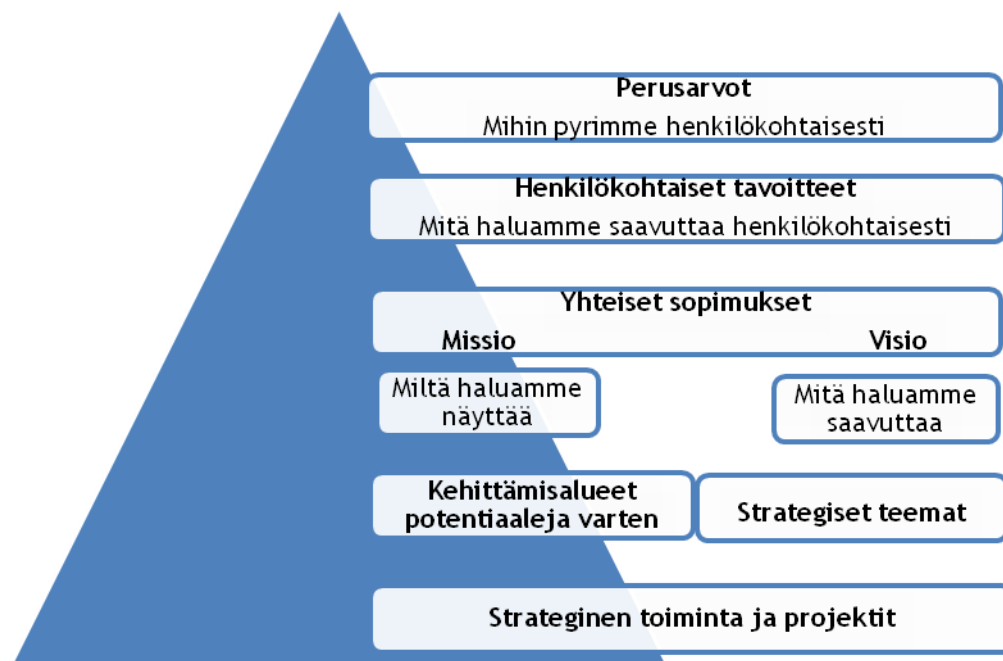 Perusarvot
Mihin pyrimme henkilökohtaisesti
Henkilökohtaiset tavoitteet
Mitä haluamme saavuttaa henkilökohtaisesti
Yhteiset sopimukset
Missio
Visio
Miltä haluamme
näyttää
Mitä haluamme
saavuttaa
Kehittämisalueet
potentiaaleja varten
Strategiset teemat
Strateginen toiminta ja projektit